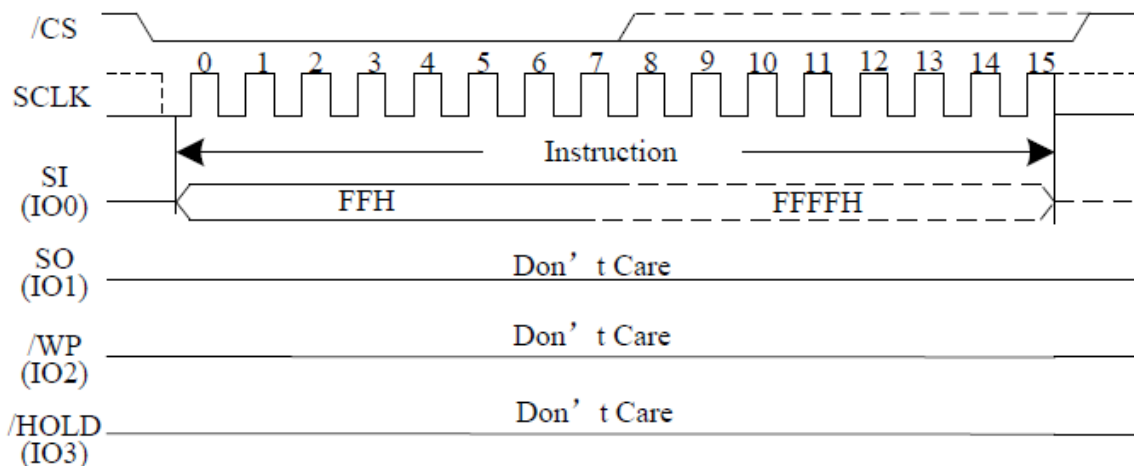 /CS
0 1 2 3 4 5 6 7 8 9 10 11 12 13 14 15
SCLK
Instruction
SI
(IO0)
FFH FFFFH
SO
(IO1)
Don’t Care
/WP
(IO2)
Don’t Care
/HOLD
(IO3)
Don’t Care